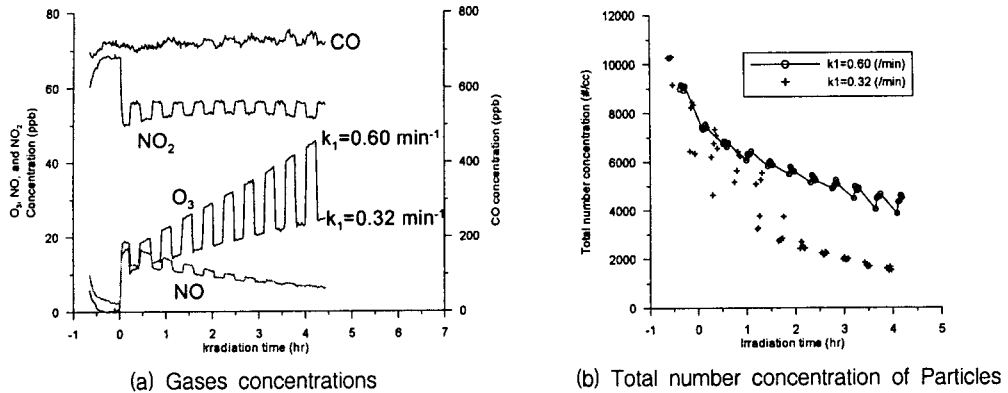 80
60
40
20
0
O3, NO, and NO2
Concentration (ppb)
800
600
400
200
0
CO concentration (ppb)
CO
NO2
k1=0.60 min-1
O3
k1=0.32 min-1
NO
-1 0 1 2 3 4 5 6 7
Irradiation time (hr)
(a) Gases concentrations
12000
10000
8000
6000
4000
2000
0
Total number concentration (#/cc)
k1=0.60 (/min)
k1=0.32 (/min)
-1 0 1 2 3 4 5
Irradiation time (hr)
(b) Total number concentration of Particles